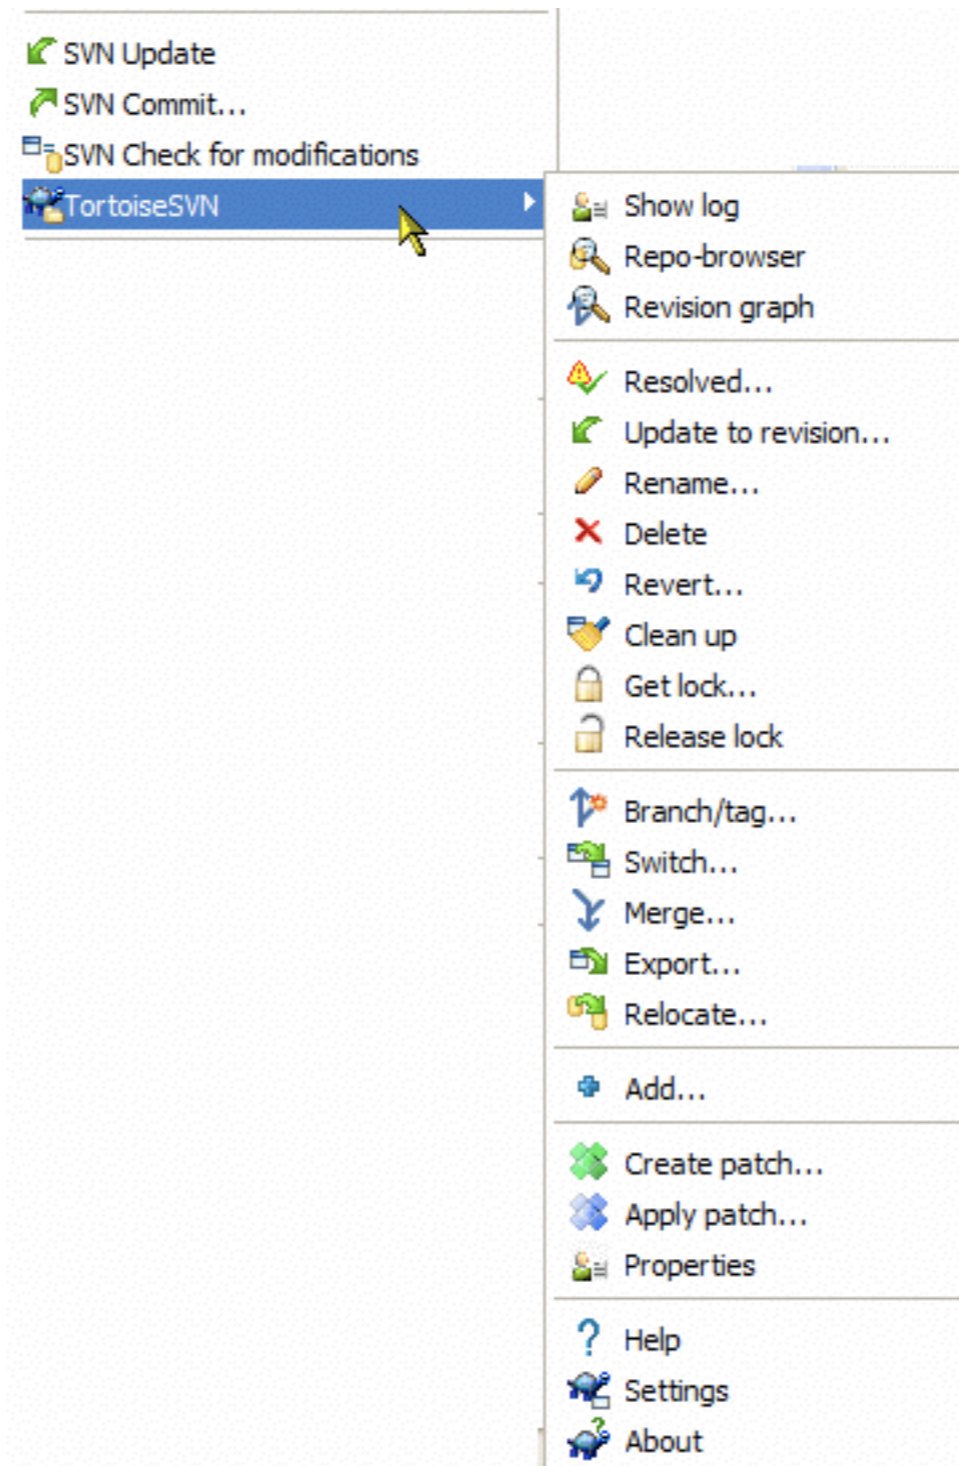 SVN Update
SVN Commit...
SVN Check for modifications
TortoiseSVN
Show log
Repo-browser
Revision graph
Resolved...
Update to revision...
Rename...
Delete
Revert...
Clean up
Get lock...
Release lock
Branch/tag...
Switch...
Merge...
Export...
Relocate...
Add...
Create patch...
Apply patch...
Properties
Help
Settings
About